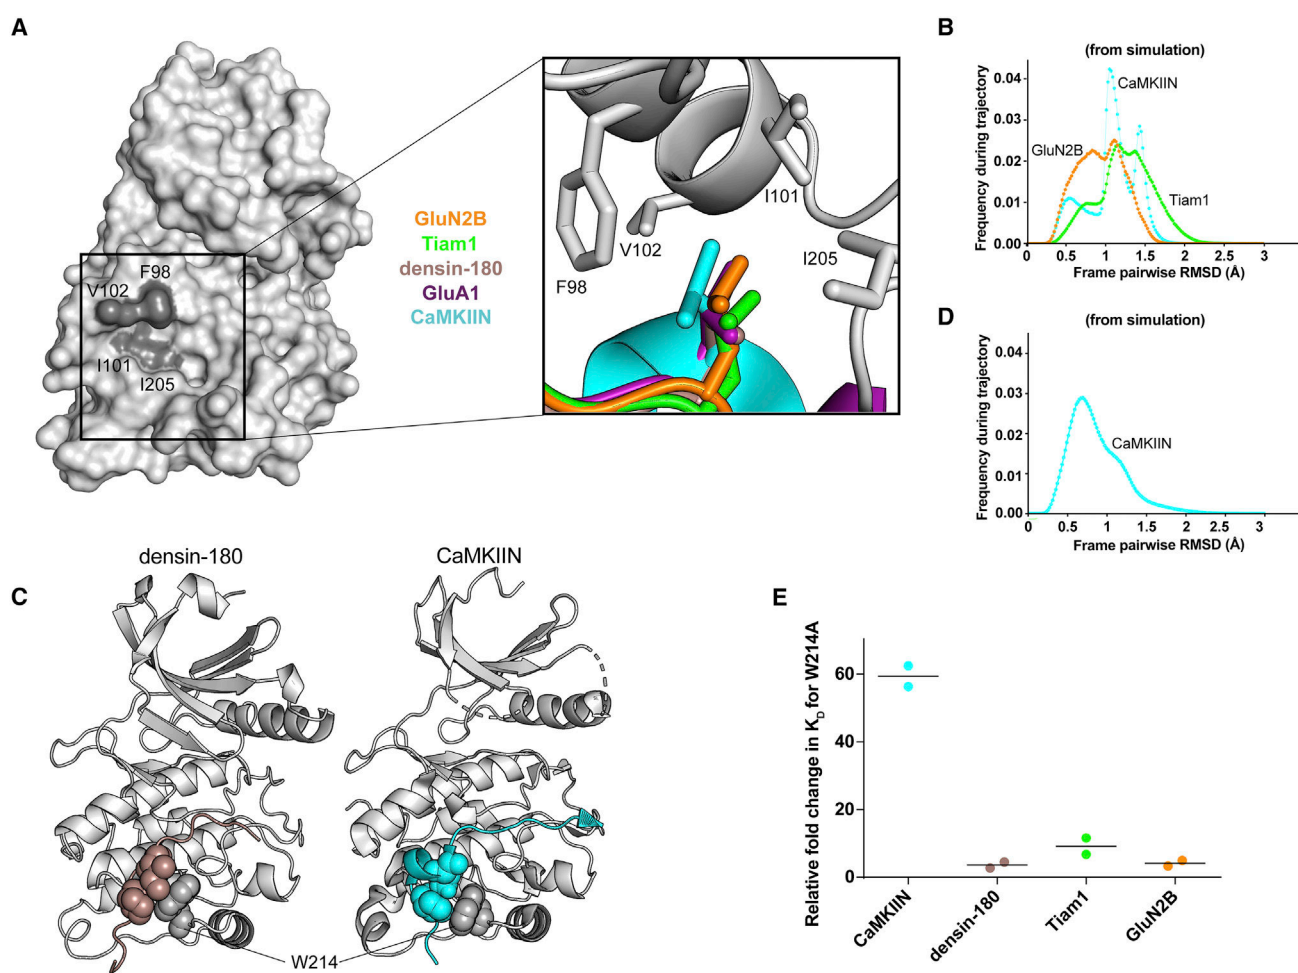 A
V102
F98
I101
I205
GluN2B
Tiam1
densin-180
GluA1
CaMKIIN
F98
V102
I101
I205
B
(from simulation)
CaMKIIN
GluN2B
Tiam1
Frequency during trajectory
0.04
0.03
0.02
0.01
0.00
0 0.5 1 1.5 2 2.5 3
Frame pairwise RMSD (Å)
D
(from simulation)
CaMKIIN
Frequency during trajectory
0.04
0.03
0.02
0.01
0.00
0 0.5 1 1.5 2 2.5 3
Frame pairwise RMSD (Å)
C
densin-180
CaMKIIN
W214
E
Relative fold change in K_D for W214A
60
40
20
0
CaMKIIN
densin-180
Tiam1
GluN2B